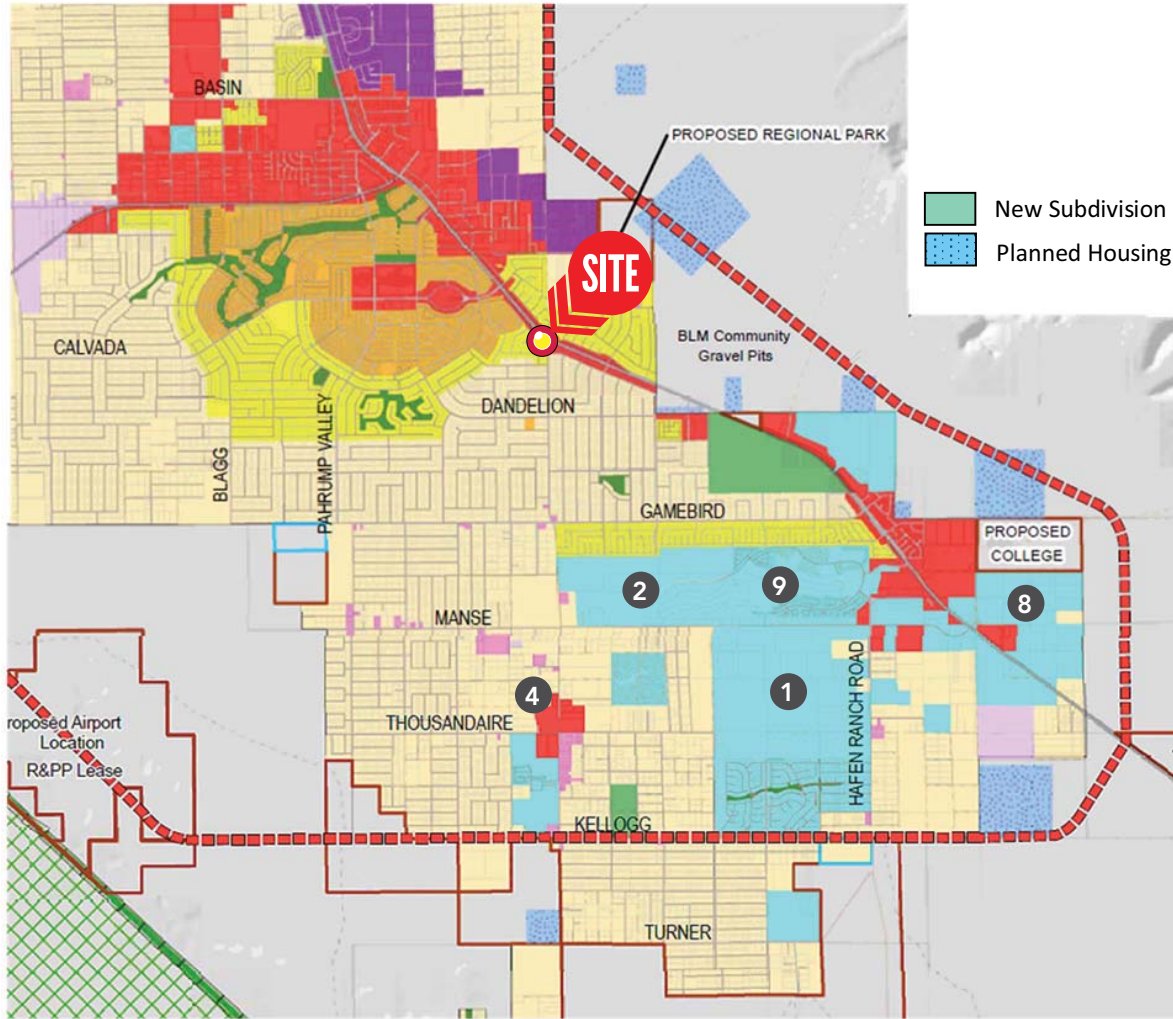 BASIN
PROPOSED REGIONAL PARK
New Subdivision
Planned Housing
SITE
BLM Community
Gravel Pits
CALVADA
DANDELION
BLAGG
PAHRUMP VALLEY
GAMEBIRD
PROPOSED
COLLEGE
2
9
8
MANSE
4
1
HAFEN RANCH ROAD
THOUSANDAIRE
roposed Airport
Location
R&PP Lease
KELLOGG
TURNER